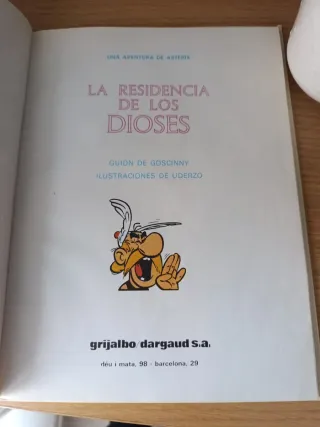 UNA AVENTURA DE ASTERIX
LA RESIDENCIA
DE LOS
DIOSES
GUION DE GOSCINNY
ILUSTRACIONES DE UDERZO
grijalbo/dargaud s.a.
déu i mata, 98 - barcelona, 29